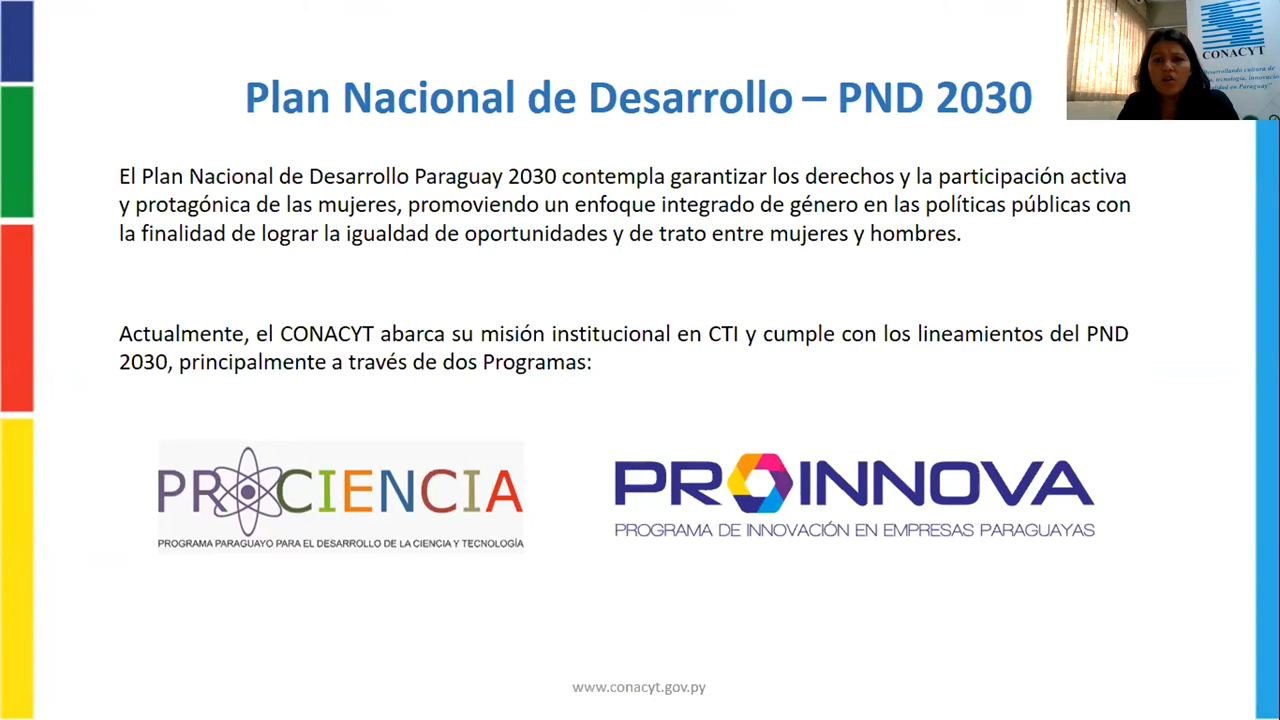 Plan Nacional de Desarrollo – PND 2030
CONACYT
El Plan Nacional de Desarrollo Paraguay 2030 contempla garantizar los derechos y la participación activa
y protagónica de las mujeres, promoviendo un enfoque integrado de género en las políticas públicas con
la finalidad de lograr la igualdad de oportunidades y de trato entre mujeres y hombres.
Actualmente, el CONACYT abarca su misión institucional en CTI y cumple con los lineamientos del PND
2030, principalmente a través de dos Programas:
PROCIENCIA
PROGRAMA PARAGUAYO PARA EL DESARROLLO DE LA CIENCIA Y TECNOLOGÍA
PROINNOVA
PROGRAMA DE INNOVACIÓN EN EMPRESAS PARAGUAYAS
www.conacyt.gov.py